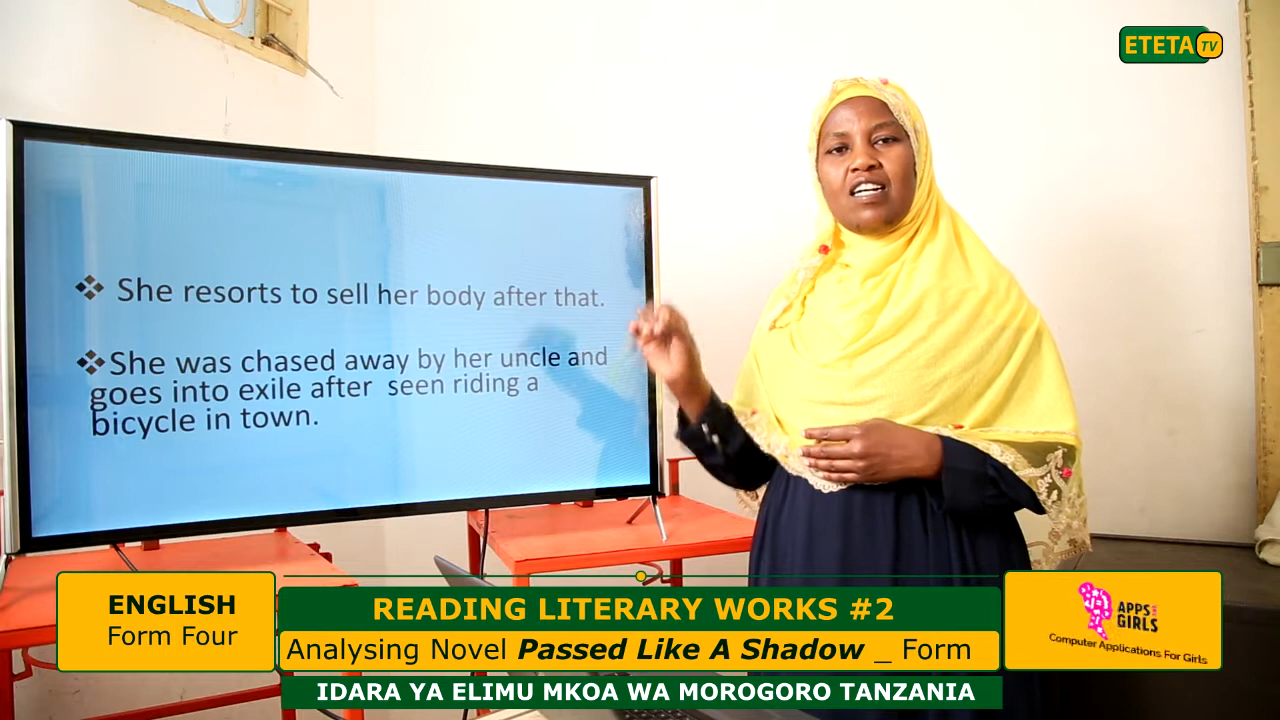 ETETA TV
❖ She resorts to sell her body after that.
❖She was chased away by her uncle and
goes into exile after seen riding a
bicycle in town.
ENGLISH
Form Four
READING LITERARY WORKS #2
Analysing Novel Passed Like A Shadow _ Form
APPS
GIRLS
Computer Applications For Girls
IDARA YA ELIMU MKOA WA MOROGORO TANZANIA